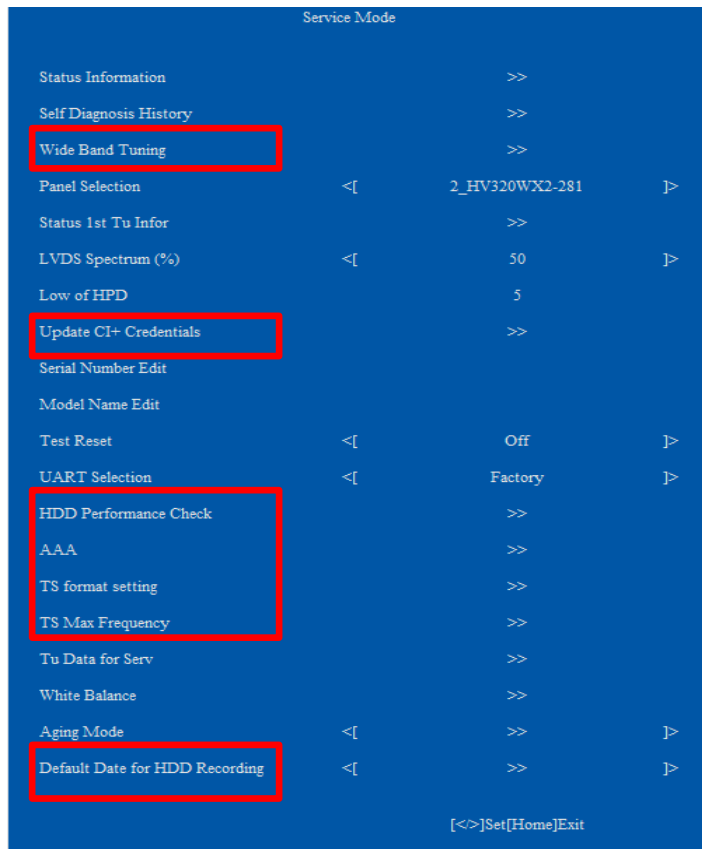 Service Mode
Status Information >>
Self Diagnosis History >>
Wide Band Tuning >>
Panel Selection <[ 2_HV320WX2-281 ]>
Status 1st Tu Infor >>
LVDS Spectrum (%) <[ 50 ]>
Low of HPD 5
Update CI+ Credentials >>
Serial Number Edit
Model Name Edit
Test Reset <[ Off ]>
UART Selection <[ Factory ]>
HDD Performance Check >>
AAA >>
TS format setting >>
TS Max Frequency >>
Tu Data for Serv >>
White Balance >>
Aging Mode <[ >> ]>
Default Date for HDD Recording <[ >> ]>
[</>]Set[Home]Exit